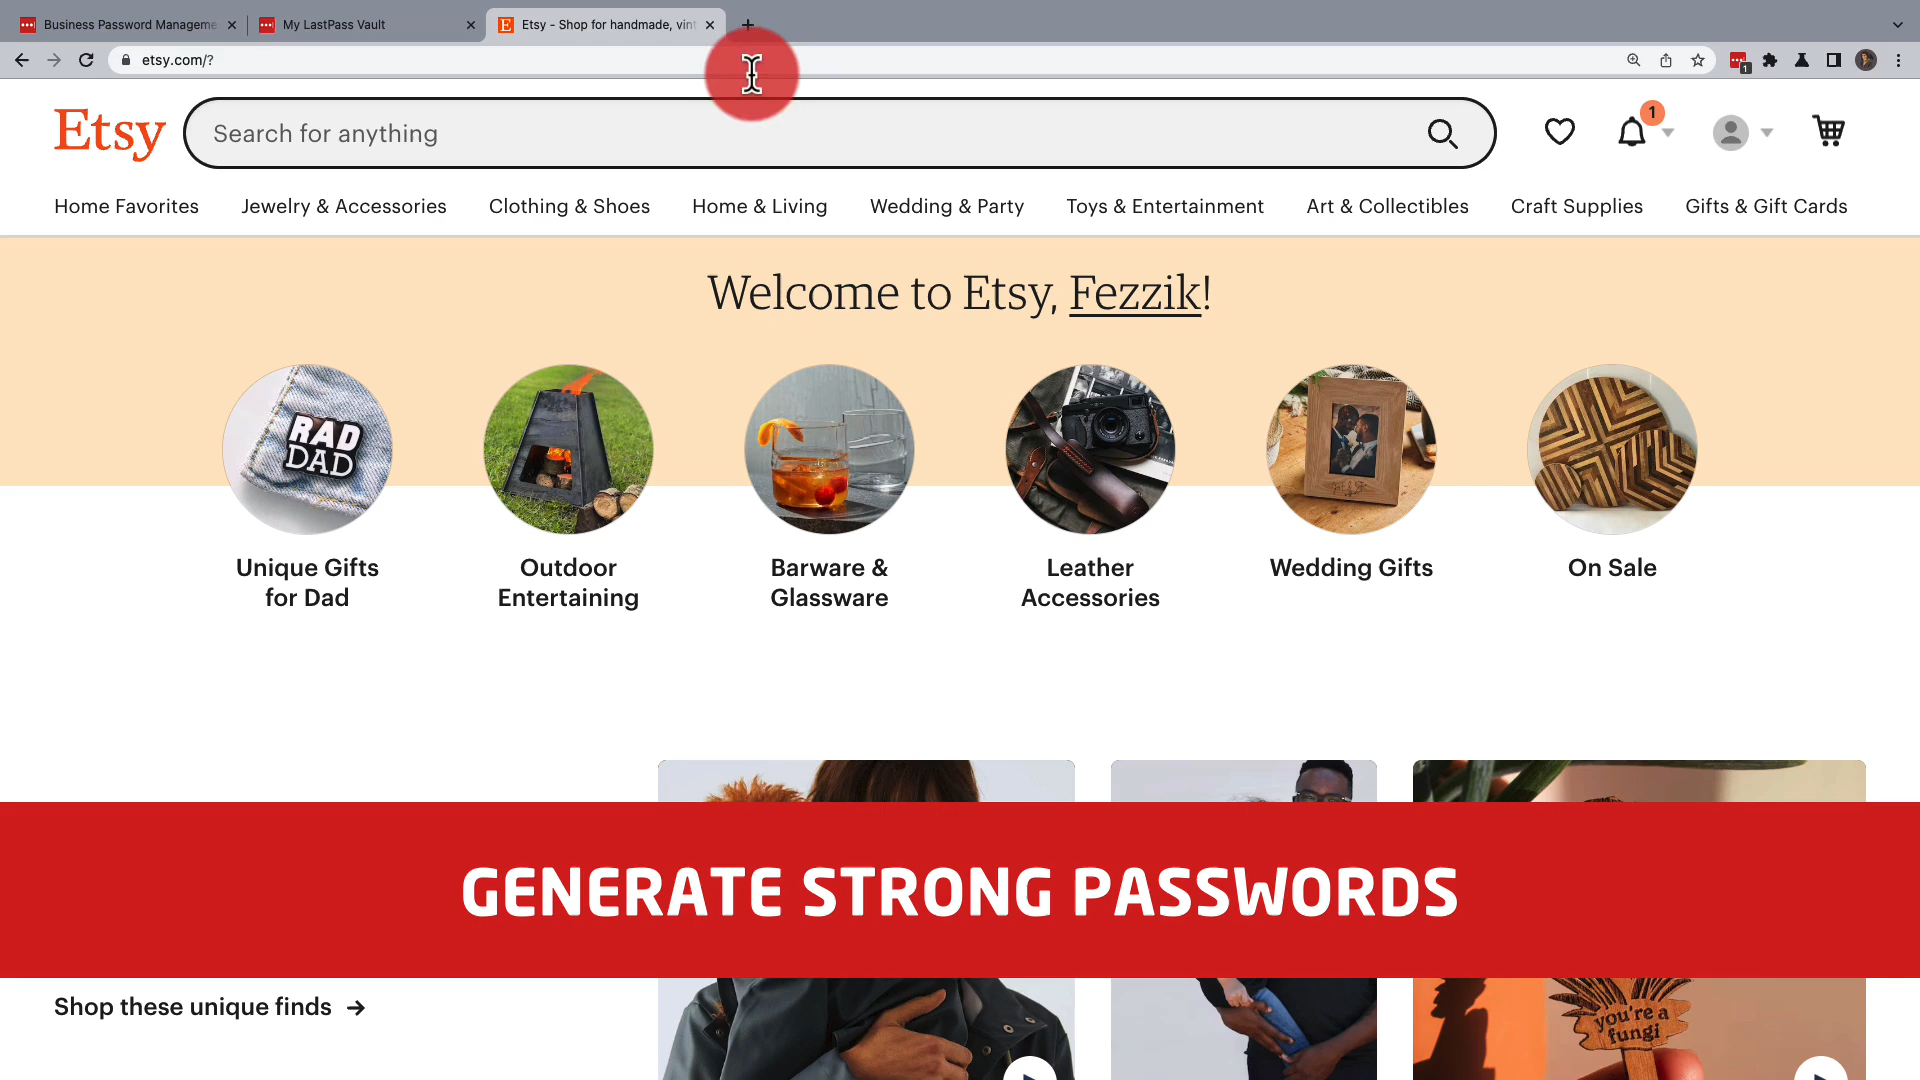 Business Password Manageme
My LastPass Vault
Etsy - Shop for handmade, vint
etsy.com/?
1
Etsy
Search for anything
1
Home Favorites
Jewelry & Accessories
Clothing & Shoes
Home & Living
Wedding & Party
Toys & Entertainment
Art & Collectibles
Craft Supplies
Gifts & Gift Cards
Welcome to Etsy, Fezzik!
RAD
DAD
Unique Gifts
for Dad
Outdoor
Entertaining
Barware &
Glassware
Leather
Accessories
Wedding Gifts
On Sale
GENERATE STRONG PASSWORDS
Shop these unique finds →
you're a
fungi